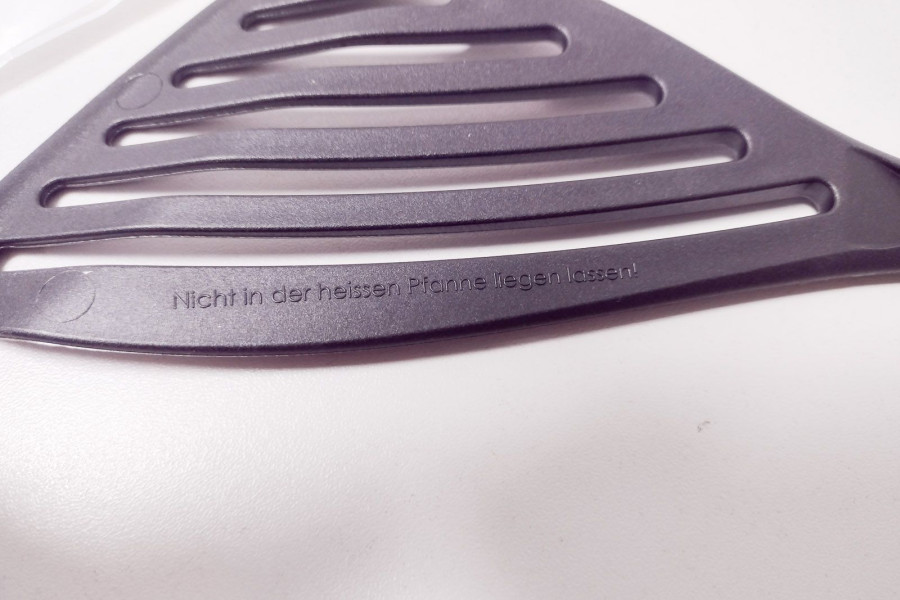 Nicht in der heissen Pfanne liegen lassen!